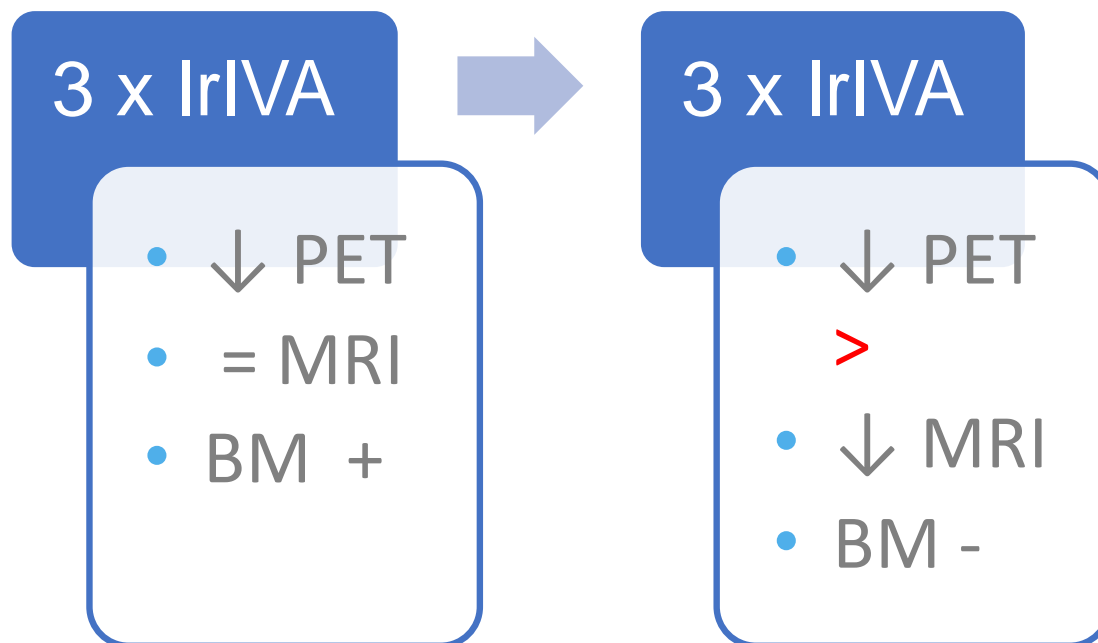 3 x IrIVA
• ↓ PET
• = MRI
• BM +
3 x IrIVA
• ↓ PET
>
• ↓ MRI
• BM -